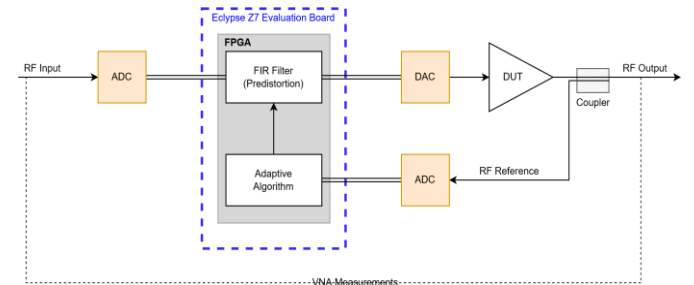 Eclypse Z7 Evaluation Board
FPGA
RF Input
ADC
FIR Filter
(Predistortion)
DAC
DUT
RF Output
Coupler
Adaptive
Algorithm
ADC
RF Reference
VNA Measurements